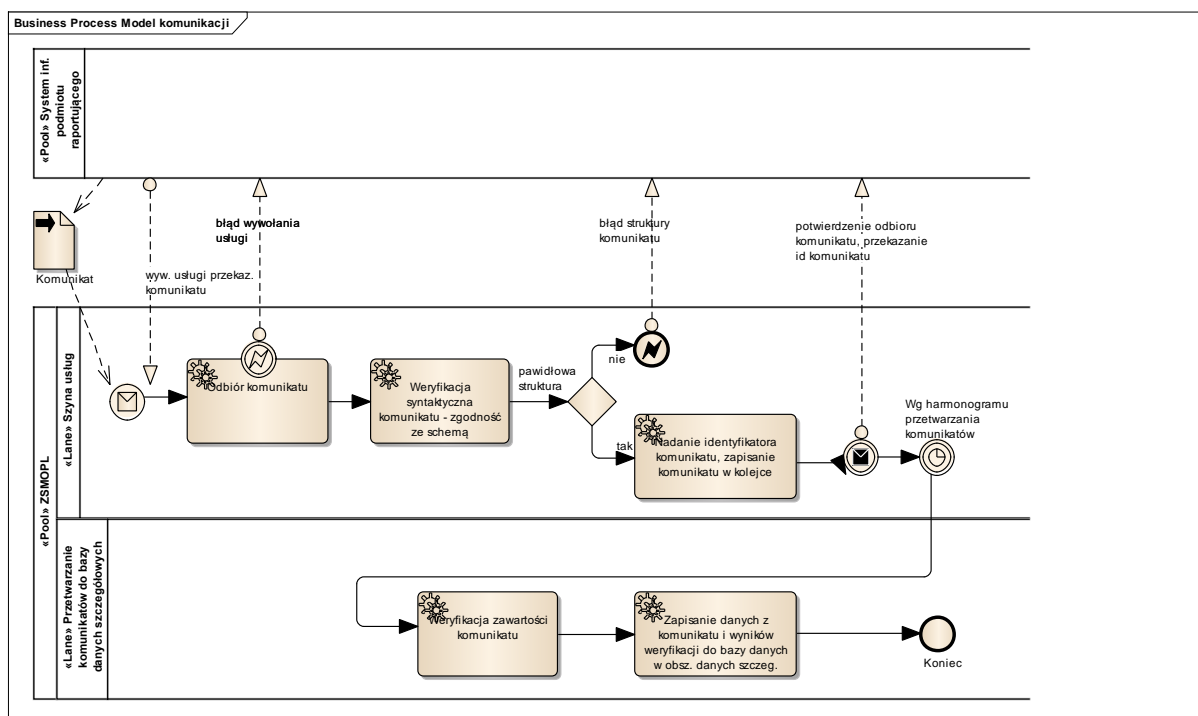 Business Process Model komunikacji
«Pool» System inf.
podmiotu
raportującego
Komunikat
wyw. usługi przekaz.
komunikatu
błąd wywołania
usługi
błąd struktury
komunikatu
potwierdzenie odbioru
komunikatu, przekazanie
id komunikatu
«Pool» ZSMOPL
«Lane» Szyna usług
Odbiór komunikatu
Weryfikacja
syntaktyczna
komunikatu - zgodność
ze schemą
pawidłowa
struktura
nie
tak
Nadanie identyfikatora
komunikatu, zapisanie
komunikatu w kolejce
Wg harmonogramu
przetwarzania
komunikatów
«Lane» Przetwarzanie
komunikatów do bazy
danych szczegółowych
Weryfikacja zawartości
komunikatu
Zapisanie danych z
komunikatu i wyników
weryfikacji do bazy danych
w obsz. danych szczeg.
Koniec